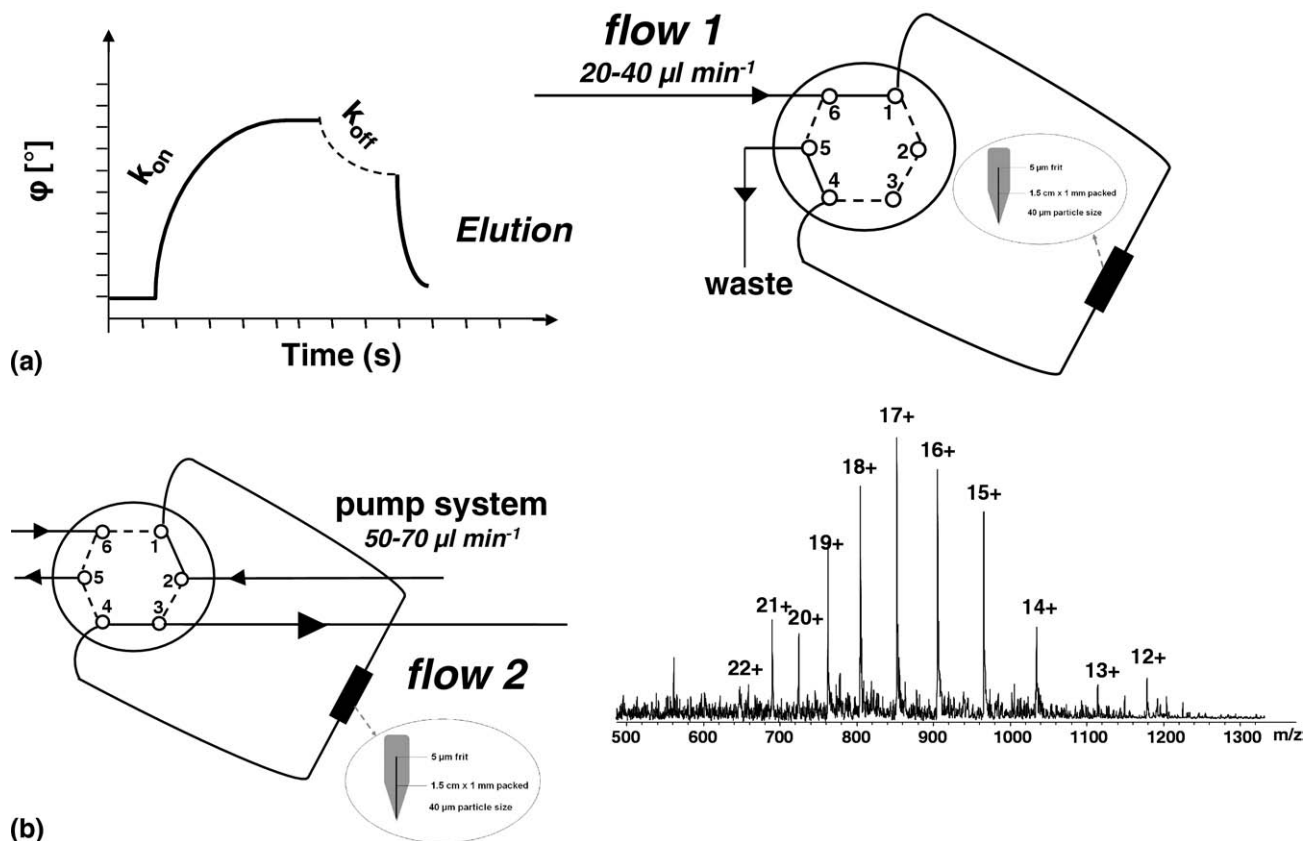 flow 1
20-40 µl min⁻¹
φ [°]
k_on
k_off
Elution
Time (s)
(a)
6
1
5
2
4
3
waste
5 µm frit
1.5 cm x 1 mm packed
40 µm particle size
pump system
50-70 µl min⁻¹
6
1
5
2
4
3
flow 2
5 µm frit
1.5 cm x 1 mm packed
40 µm particle size
(b)
17+
16+
18+
15+
19+
21+
20+
14+
22+
13+
12+
500 600 700 800 900 1000 1100 1200 1300 m/z